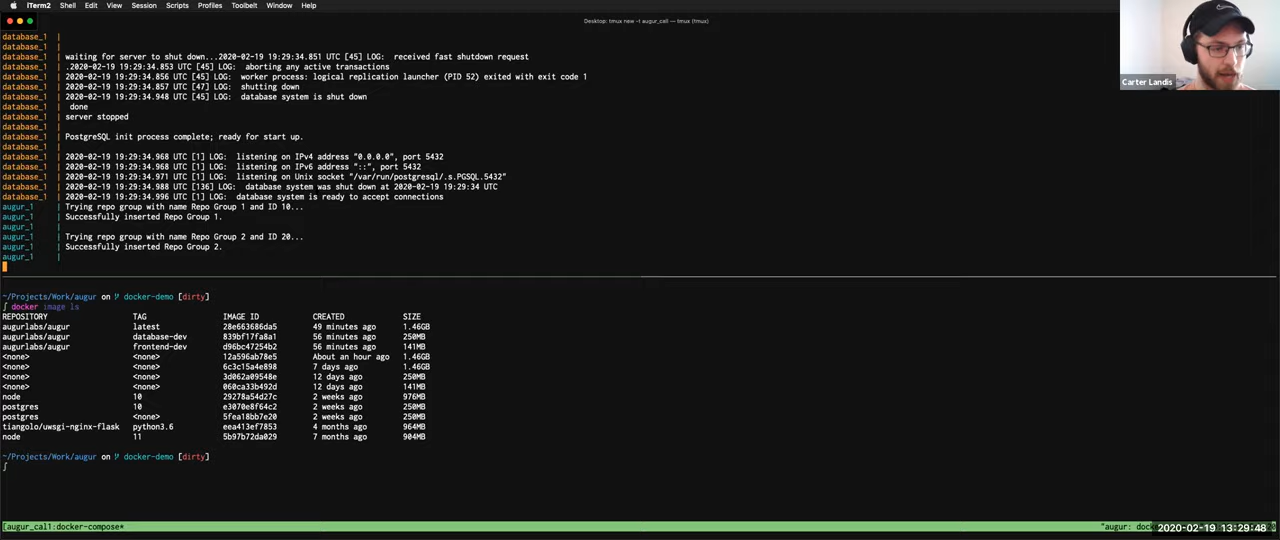 iTerm2 Shell Edit View Session Scripts Profiles Toolbelt Window Help
Desktop: tmux new -t augur_call — tmux (tmux)
database_1 |
database_1 |
database_1 | waiting for server to shut down...2020-02-19 19:29:34.851 UTC [45] LOG: received fast shutdown request
database_1 | .2020-02-19 19:29:34.853 UTC [45] LOG: aborting any active transactions
database_1 | 2020-02-19 19:29:34.856 UTC [45] LOG: worker process: logical replication launcher (PID 52) exited with exit code 1
database_1 | 2020-02-19 19:29:34.857 UTC [47] LOG: shutting down
database_1 | 2020-02-19 19:29:34.948 UTC [45] LOG: database system is shut down
database_1 | done
database_1 | server stopped
database_1 |
database_1 | PostgreSQL init process complete; ready for start up.
database_1 |
database_1 | 2020-02-19 19:29:34.968 UTC [1] LOG: listening on IPv4 address "0.0.0.0", port 5432
database_1 | 2020-02-19 19:29:34.968 UTC [1] LOG: listening on IPv6 address "::", port 5432
database_1 | 2020-02-19 19:29:34.971 UTC [1] LOG: listening on Unix socket "/var/run/postgresql/.s.PGSQL.5432"
database_1 | 2020-02-19 19:29:34.988 UTC [136] LOG: database system was shut down at 2020-02-19 19:29:34 UTC
database_1 | 2020-02-19 19:29:34.996 UTC [1] LOG: database system is ready to accept connections
augur_1 | Trying repo group with name Repo Group 1 and ID 10...
augur_1 | Successfully inserted Repo Group 1.
augur_1 |
augur_1 | Trying repo group with name Repo Group 2 and ID 20...
augur_1 | Successfully inserted Repo Group 2.
augur_1 |
Carter Landis
~/Projects/Work/augur on docker-demo [dirty]
∫ docker image ls
REPOSITORY TAG IMAGE ID CREATED SIZE
augurlabs/augur latest 28e663686da5 49 minutes ago 1.46GB
augurlabs/augur database-dev 839bf17fa8a1 56 minutes ago 250MB
augurlabs/augur frontend-dev d96bc47254b2 56 minutes ago 141MB
<none> <none> 12a596ab78e5 About an hour ago 1.46GB
<none> <none> 6c3c15a4e898 7 days ago 1.46GB
<none> <none> 3d062a09548e 12 days ago 250MB
<none> <none> 060ca33b492d 12 days ago 141MB
node 10 29278a54d27c 2 weeks ago 976MB
postgres 10 e3070e8f64c2 2 weeks ago 250MB
postgres <none> 5fea18bb7e20 2 weeks ago 250MB
tiangolo/uwsgi-nginx-flask python3.6 eea413ef7853 4 months ago 964MB
node 11 5b97b72da029 7 months ago 904MB
~/Projects/Work/augur on docker-demo [dirty]
∫
[augur_cal1:docker-compose* "augur: dock 2020-02-19 13:29:48